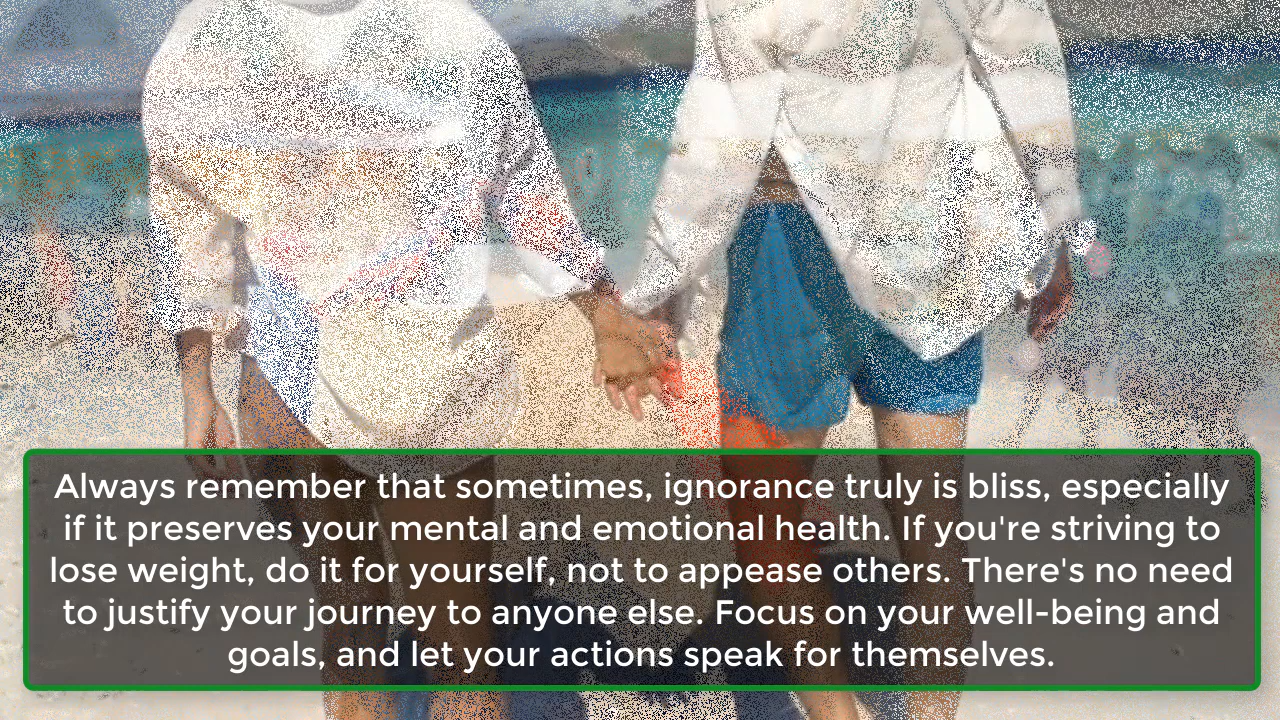 Always remember that sometimes, ignorance truly is bliss, especially
if it preserves your mental and emotional health. If you're striving to
lose weight, do it for yourself, not to appease others. There's no need
to justify your journey to anyone else. Focus on your well-being and
goals, and let your actions speak for themselves.